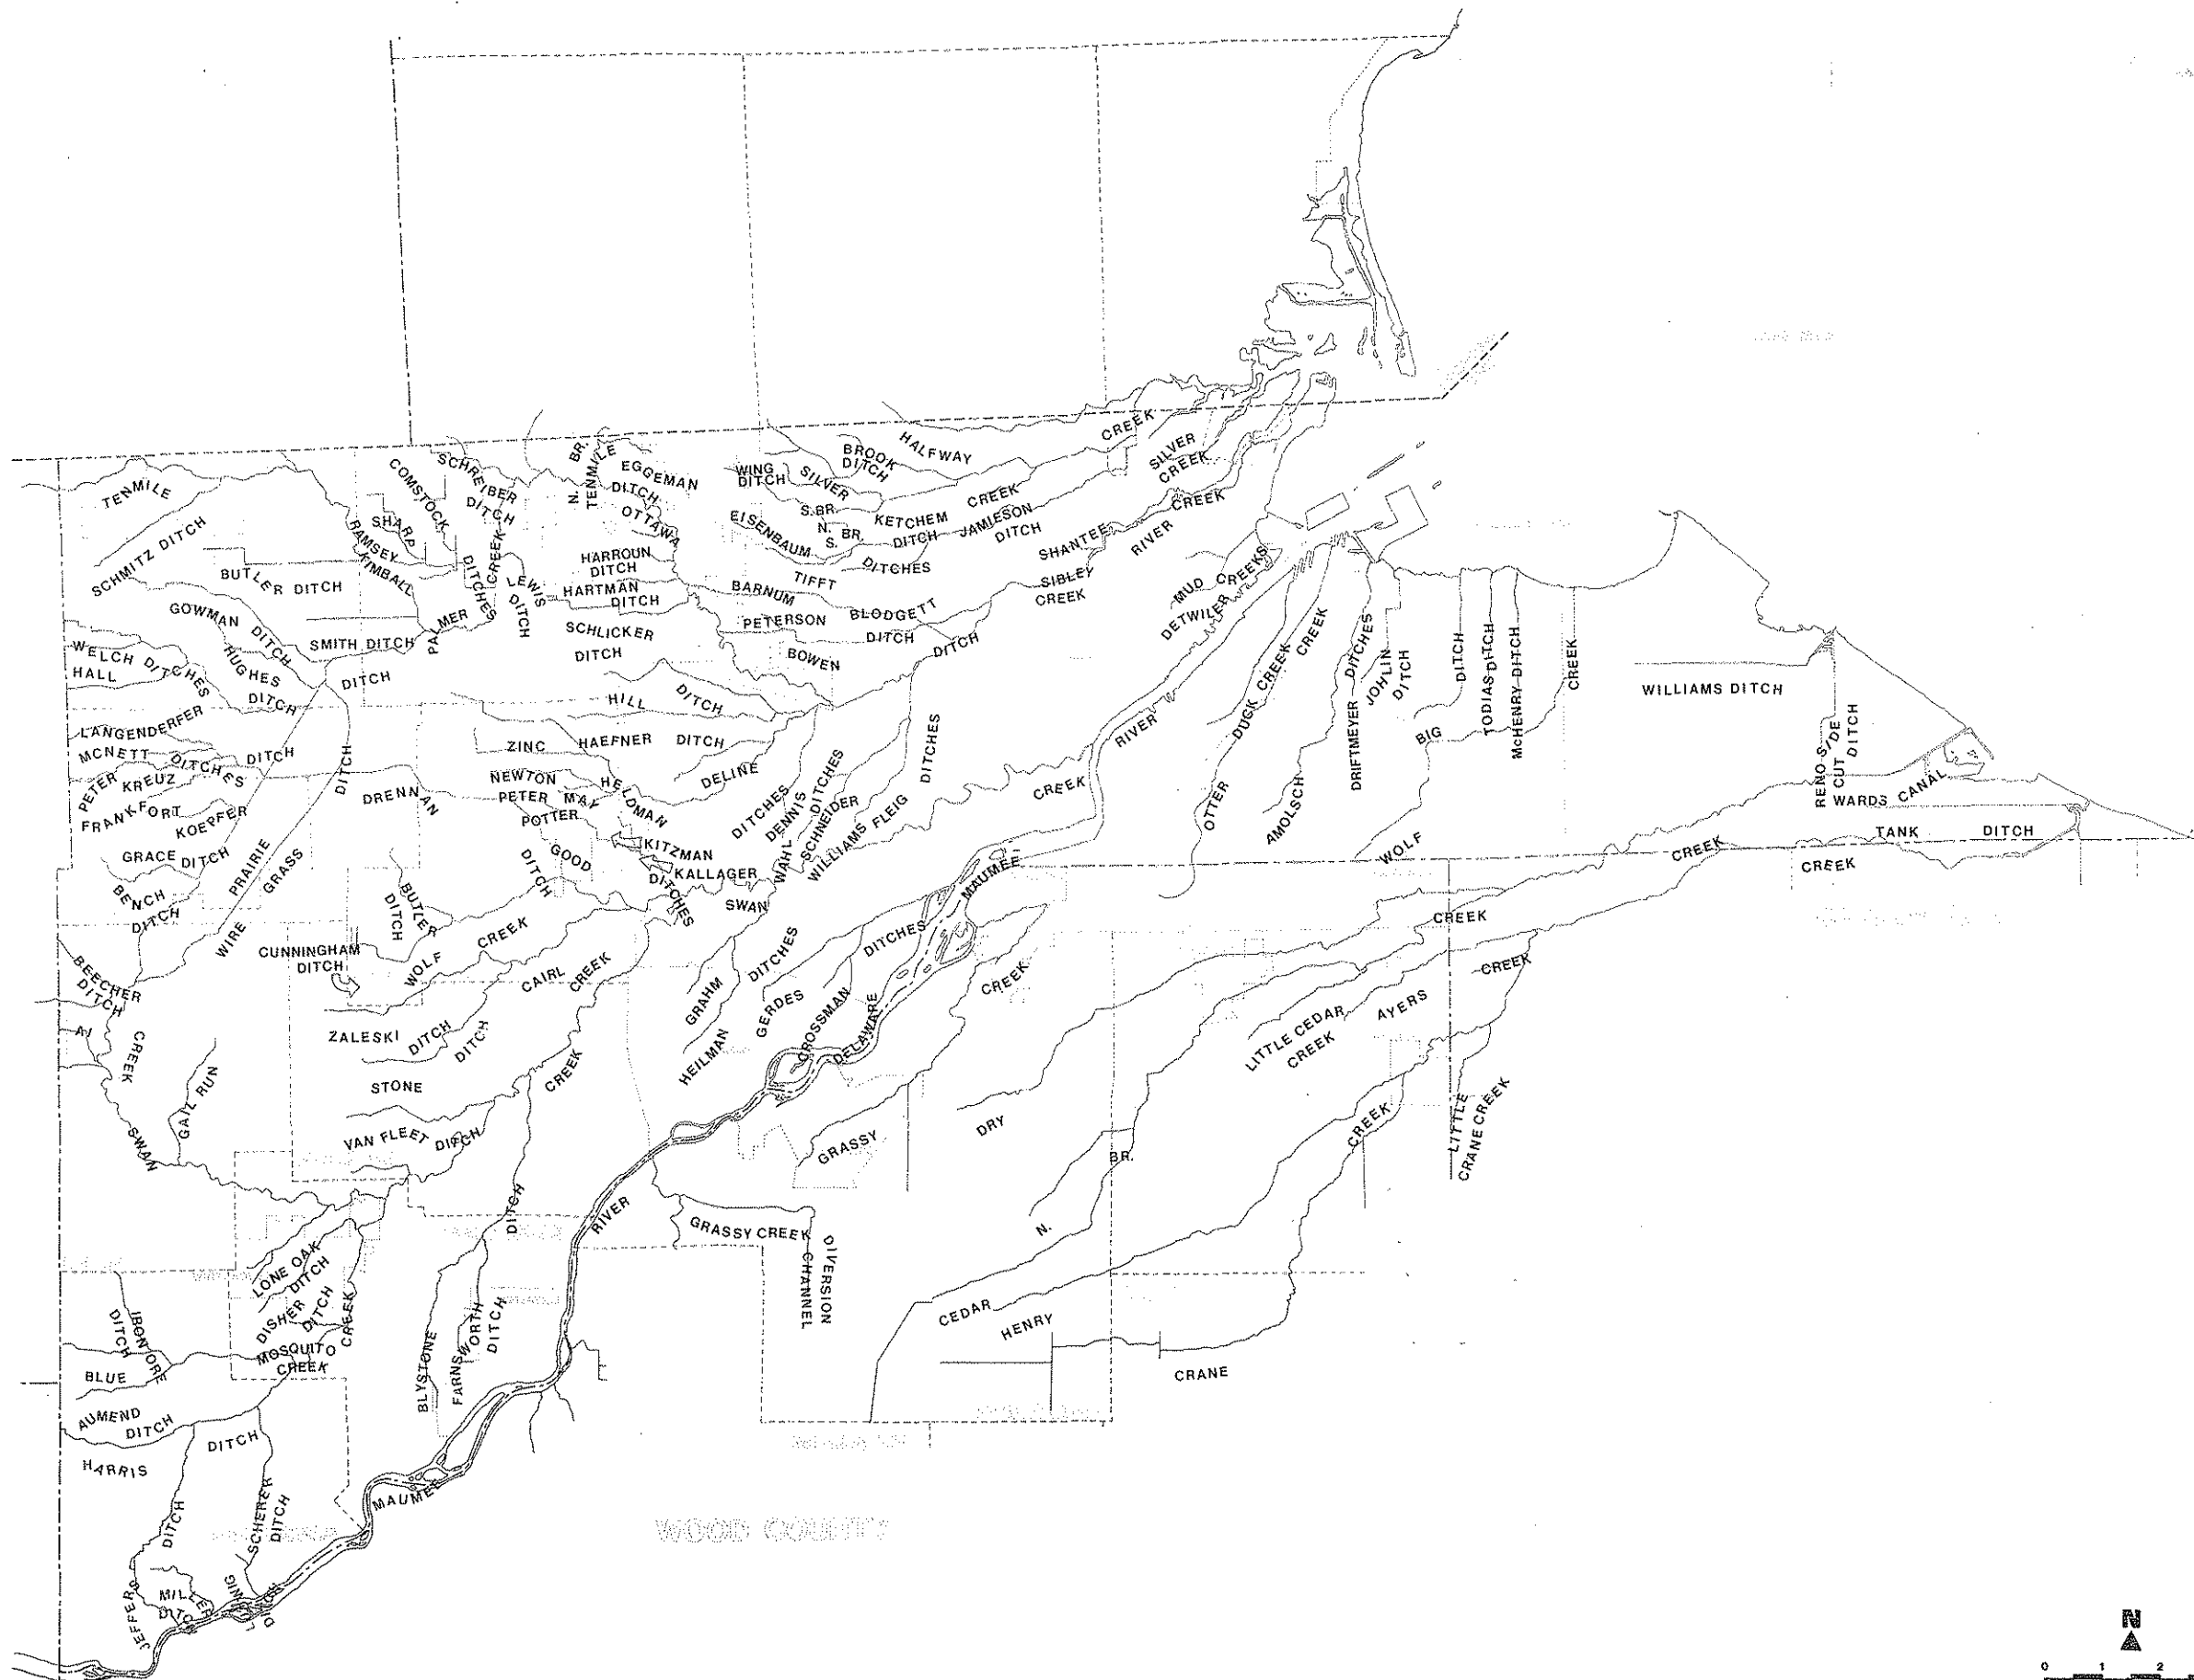 TENMILE
SCHMITZ DITCH
BUTLER DITCH
GOWMAN DITCH
HUGHES DITCH
WELCH DITCHES
HALL
LANGENDERFER DITCH
MCNETT DITCHES
PETER KREUZ
FRANKFORT
KOEPFER
GRACE DITCH
BENCH DITCH
PRAIRIE DITCH
WIRE GRASS DITCH
BEECHER DITCH
AI CREEK
GAIL RUN
SWAN
COMSTOCK
SHARP
RAMSEY
KIMBALL
DITCHES
SCHREIBER DITCH
SMITH DITCH
PALMER
CREEK
LEWIS DITCH
N. BR. TENMILE
EGGEMAN DITCH
OTTAWA
HARROUN DITCH
HARTMAN DITCH
SCHLICKER DITCH
WING DITCH
SILVER
BROOK DITCH
HALFWAY CREEK
S. BR.
N. BR.
S.
EISENBAUM
KETCHEM DITCH
CREEK
JAMIESON DITCH
SILVER CREEK
SHANTEE CREEK
RIVER
TIFFT DITCHES
BARNUM
SIBLEY CREEK
PETERSON DITCH
BLODGETT
BOWEN
DITCH
HILL DITCH
ZINC
HAEFNER DITCH
DELINE
NEWTON
HELDMAN
PETER MAY
POTTER
DRENNAN
GOOD
DITCH
KITZMAN
KALLAGER
DITCHES
DITCHES
DENNIS
DITCHES
WAHL
SCHNEIDER
WILLIAMS
FLEIG
DITCHES
SWAN
CREEK
BUTLER DITCH
CUNNINGHAM DITCH
WOLF CREEK
CAIRL CREEK
ZALESKI DITCH
DITCH
STONE
VAN FLEET DITCH
CREEK
GRAHM
HEILMAN
DITCHES
GERDES
CROSSMAN
DELAWARE
DITCHES
MAUMEE
RIVER
MUD CREEKS
DETWILER
OTTER CREEK
DUCK CREEK
AMOLSCH
DRIFTMEYER DITCHES
JOHLIN DITCH
DITCH
TODIAS DITCH
McHENRY DITCH
BIG
CREEK
WOLF
CREEK
WILLIAMS DITCH
RENO SIDE CUT DITCH
WARDS CANAL
TANK DITCH
CREEK
CREEK
CREEK
LITTLE CEDAR CREEK
AYERS CREEK
LITTLE CRANE CREEK
CREEK
GRASSY
DRY
BR.
N.
GRASSY CREEK
DIVERSION CHANNEL
CEDAR
HENRY
CRANE
LONE OAK DITCH
DISHER DITCH
MOSQUITO CREEK
CREEK
IRONTORE DITCH
BLUE
AUMEND DITCH
DITCH
HARRIS
DITCH
SCHERER DITCH
JEFFERS
MILLER DITCH
BLYSTONE
FARNSWORTH DITCH
DITCH
RIVER
MAUMEE
WOOD COUNTY
N
0 1 2